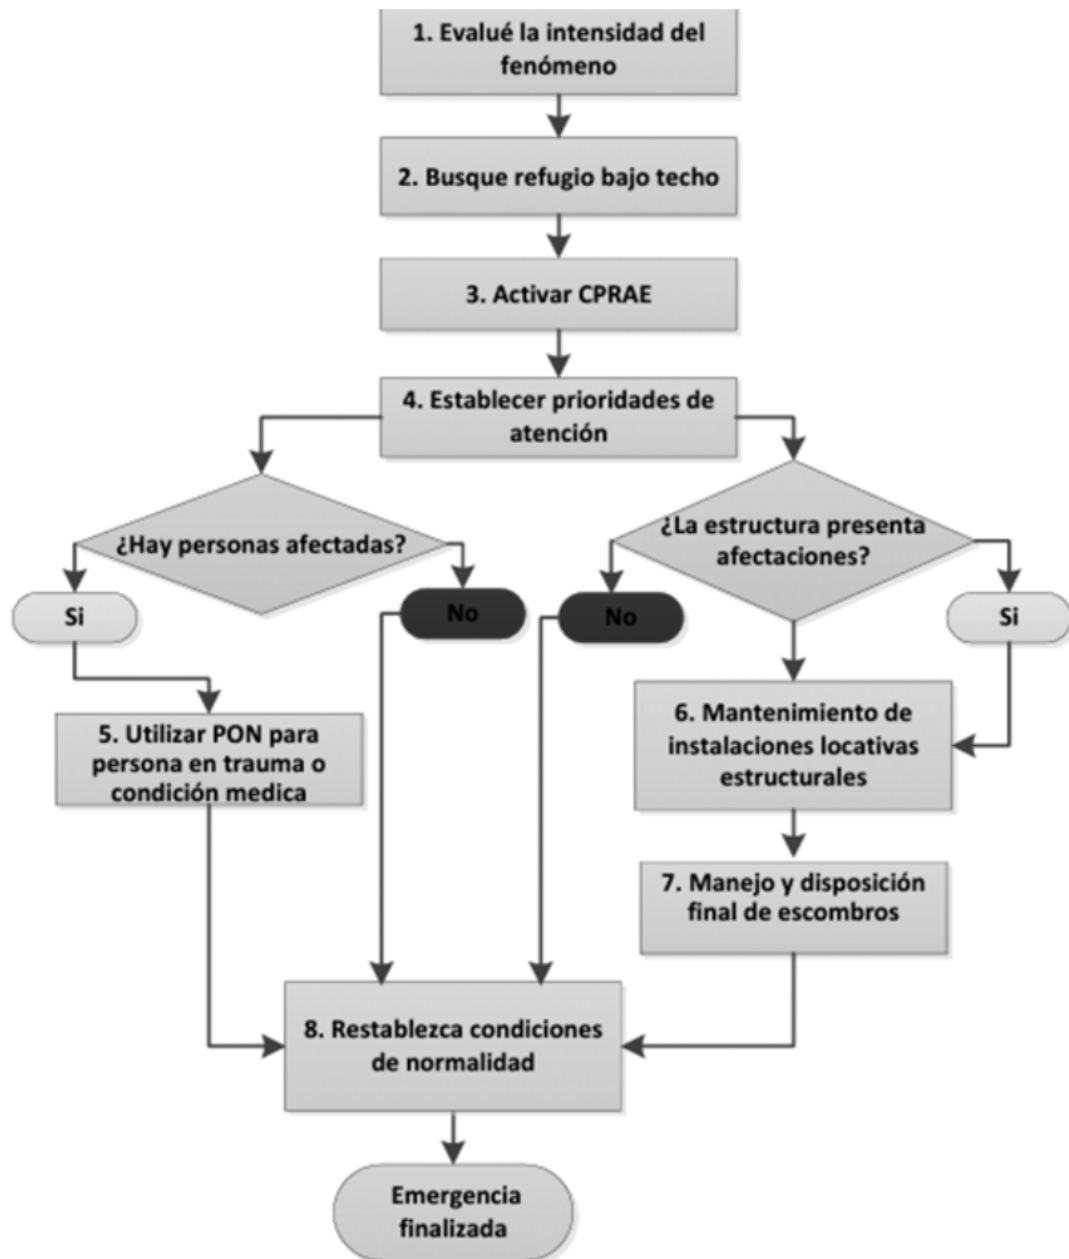 1. Evalué la intensidad del
fenómeno
2. Busque refugio bajo techo
3. Activar CPRAE
4. Establecer prioridades de
atención
¿Hay personas afectadas?
¿La estructura presenta
afectaciones?
Si
No
No
Si
5. Utilizar PON para
persona en trauma o
condición medica
6. Mantenimiento de
instalaciones locativas
estructurales
7. Manejo y disposición
final de escombros
8. Restablezca condiciones
de normalidad
Emergencia
finalizada